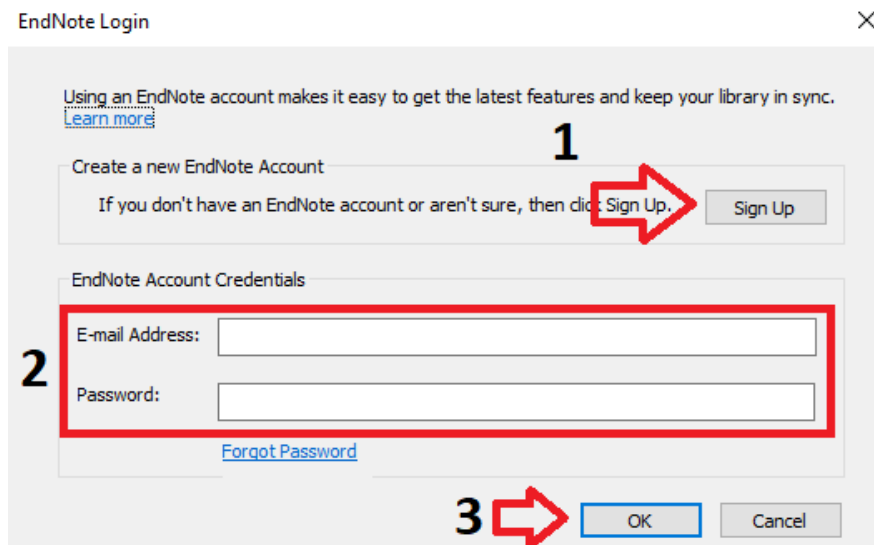 EndNote Login
Using an EndNote account makes it easy to get the latest features and keep your library in sync.
Learn more
1
Create a new EndNote Account
If you don't have an EndNote account or aren't sure, then click Sign Up.
Sign Up
EndNote Account Credentials
E-mail Address:
2
Password:
Forgot Password
3
OK
Cancel